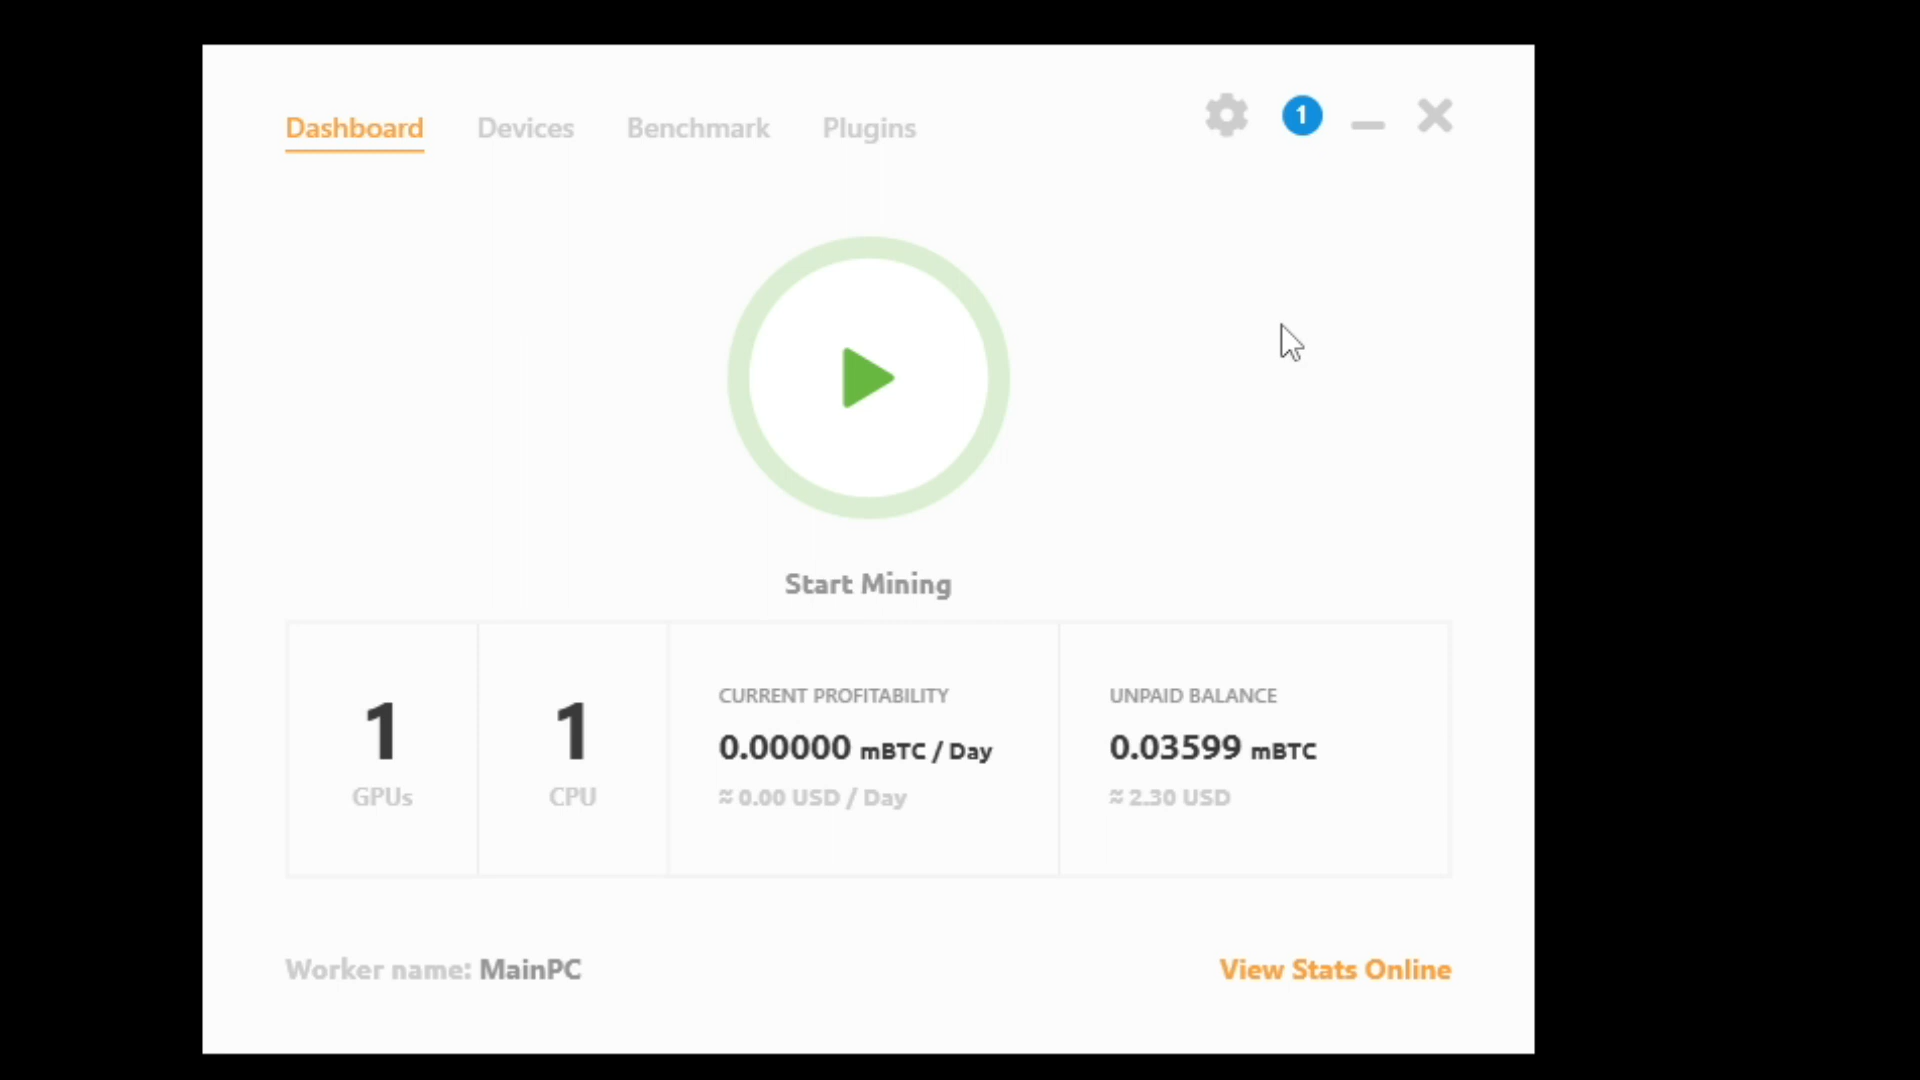 Dashboard Devices Benchmark Plugins 1
Start Mining
1 GPUs
1 CPU
CURRENT PROFITABILITY
0.00000 mBTC / Day
≈ 0.00 USD / Day
UNPAID BALANCE
0.03599 mBTC
≈ 2.30 USD
Worker name: MainPC
View Stats Online